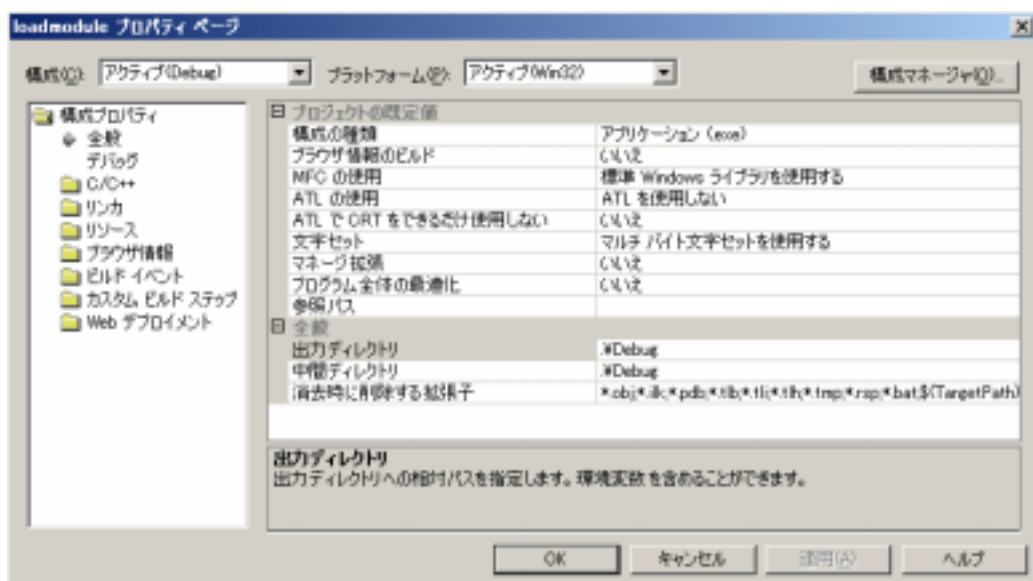 loadmodule プロパティ ページ
構成(C): アクティブ(Debug) プラットフォーム(P): アクティブ(Win32) 構成マネージャ(O)...
構成プロパティ
全般
デバッグ
C/C++
リンカ
リソース
ブラウザ情報
ビルド イベント
カスタム ビルド ステップ
Web デプロイメント
プロジェクトの既定値
構成の種類 アプリケーション (exe)
ブラウザ情報のビルド いいえ
MFC の使用 標準 Windows ライブラリを使用する
ATL の使用 ATL を使用しない
ATL で CRT をできるだけ使用しない いいえ
文字セット マルチ バイト文字セットを使用する
マネージ拡張 いいえ
プログラム全体の最適化 いいえ
参照パス
全般
出力ディレクトリ .¥Debug
中間ディレクトリ .¥Debug
消去時に削除する拡張子 *.obj;*.ilk;*.pdb;*.tlb;*.tli;*.tlh;*.tmp;*.rsp;*.bat;$(TargetPath)
出力ディレクトリ
出力ディレクトリへの相対パスを指定します。環境変数を含めることができます。
OK キャンセル 適用(A) ヘルプ